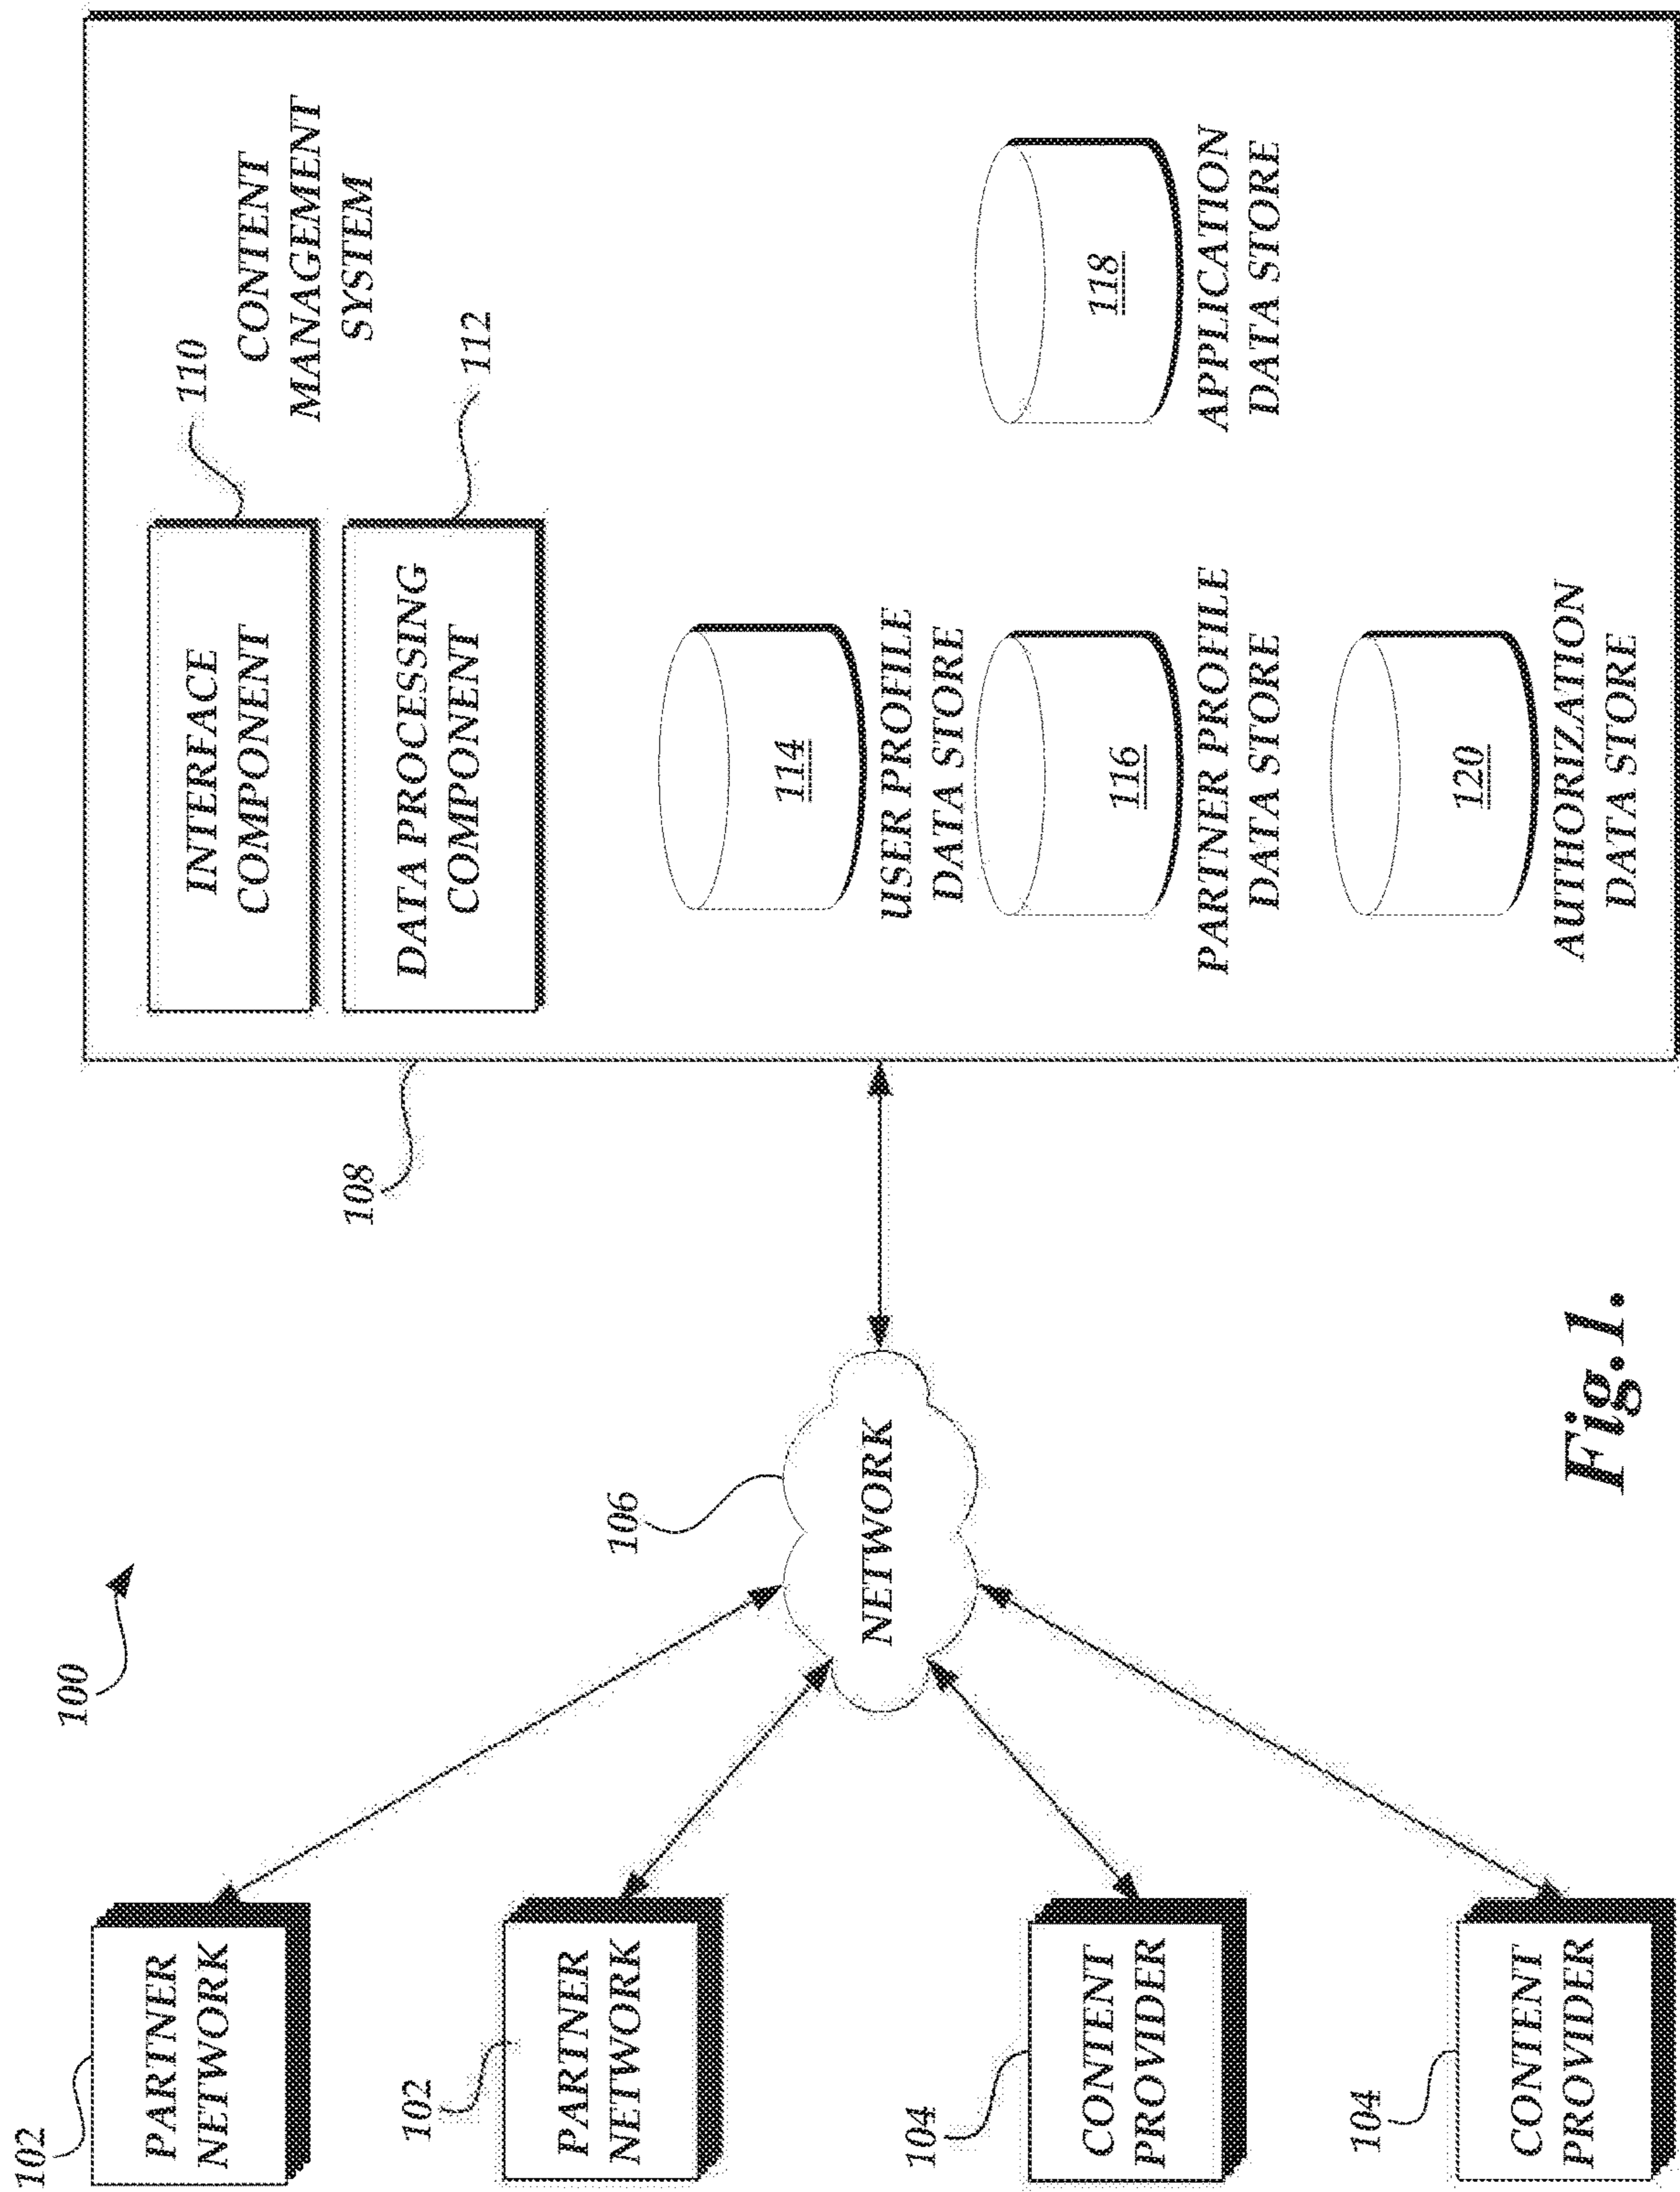 100
102
PARTNER
NETWORK
102
PARTNER
NETWORK
104
CONTENT
PROVIDER
104
CONTENT
PROVIDER
106
NETWORK
108
110
INTERFACE
COMPONENT
CONTENT
MANAGEMENT
SYSTEM
112
DATA PROCESSING
COMPONENT
114
USER PROFILE
DATA STORE
116
PARTNER PROFILE
DATA STORE
118
APPLICATION
DATA STORE
120
AUTHORIZATION
DATA STORE
Fig.1.